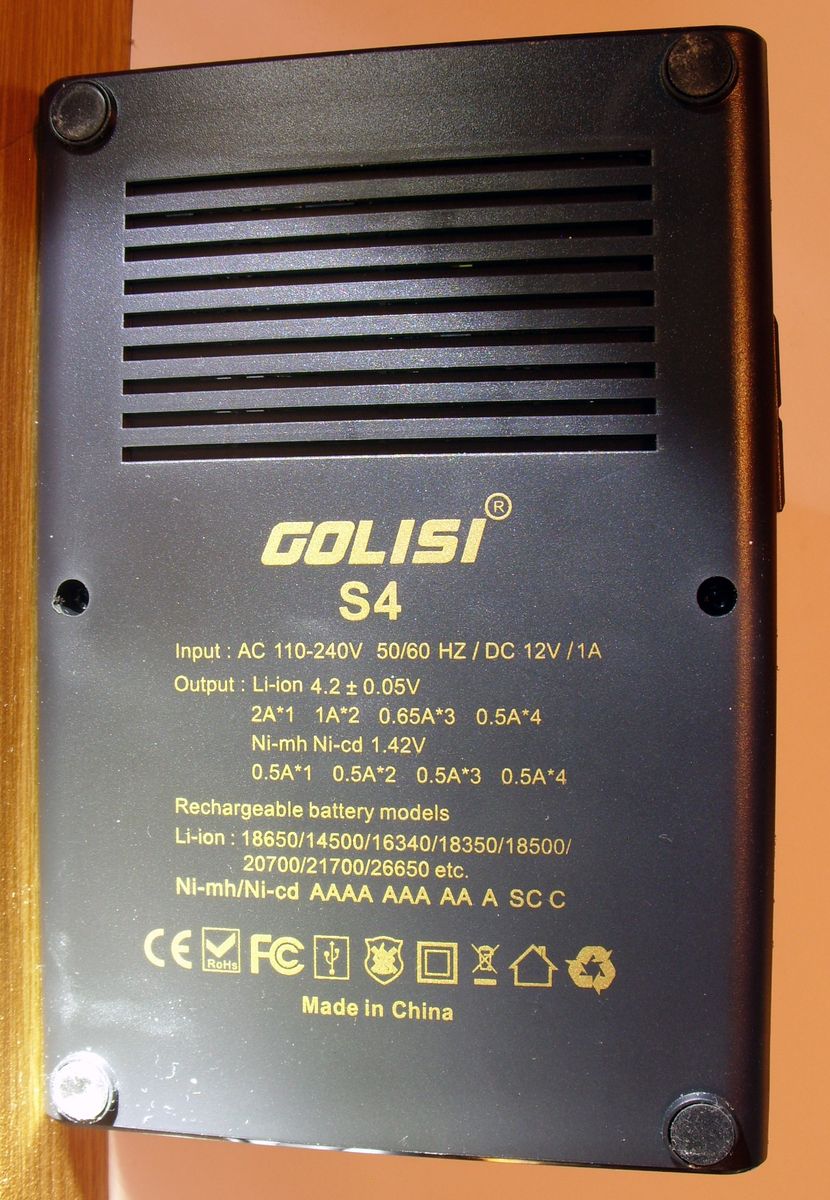 GOLISI®
S4
Input : AC 110-240V 50/60 HZ / DC 12V / 1A
Output : Li-ion 4.2 ± 0.05V
2A*1 1A*2 0.65A*3 0.5A*4
Ni-mh Ni-cd 1.42V
0.5A*1 0.5A*2 0.5A*3 0.5A*4
Rechargeable battery models
Li-ion : 18650/14500/16340/18350/18500/
20700/21700/26650 etc.
Ni-mh/Ni-cd AAAA AAA AA A SC C
CE RoHs FC
Made in China